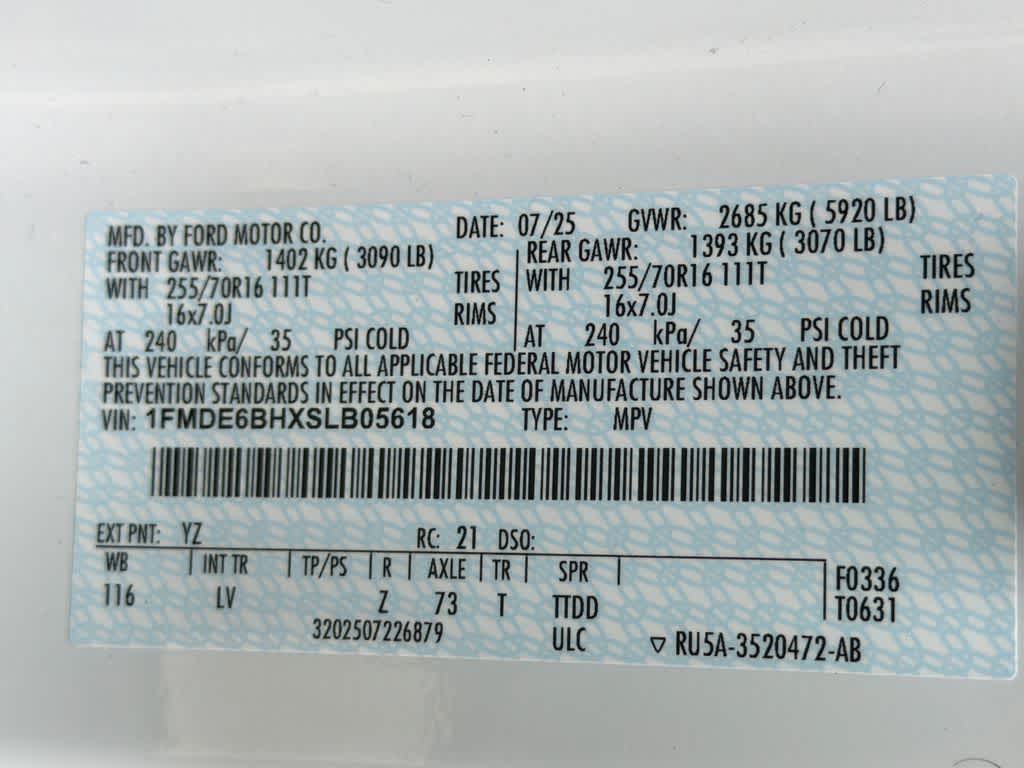 MFD. BY FORD MOTOR CO. DATE: 07/25 GVWR: 2685 KG ( 5920 LB)
FRONT GAWR: 1402 KG ( 3090 LB) REAR GAWR: 1393 KG ( 3070 LB)
WITH 255/70R16 111T TIRES WITH 255/70R16 111T TIRES
16x7.0J RIMS 16x7.0J RIMS
AT 240 kPa/ 35 PSI COLD AT 240 kPa/ 35 PSI COLD
THIS VEHICLE CONFORMS TO ALL APPLICABLE FEDERAL MOTOR VEHICLE SAFETY AND THEFT
PREVENTION STANDARDS IN EFFECT ON THE DATE OF MANUFACTURE SHOWN ABOVE.
VIN: 1FMDE6BHXSLB05618 TYPE: MPV
EXT PNT: YZ RC: 21 DSO:
WB INT TR TP/PS R AXLE TR SPR F0336
116 LV Z 73 T TTDD T0631
3202507226879 ULC ▽ RU5A-3520472-AB